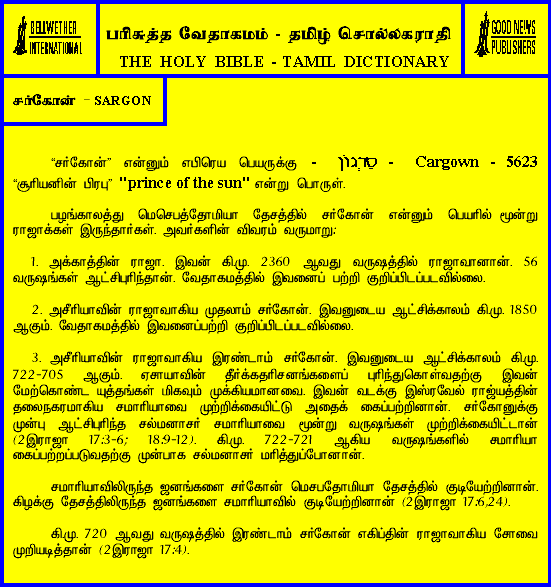 BELLWETHER
INTERNATIONAL
பரிசுத்த வேதாகமம் - தமிழ் சொல்லகராதி
THE HOLY BIBLE - TAMIL DICTIONARY
GOOD NEWS
PUBLISHERS
சர்கோன் - SARGON
“சர்கோன்” என்னும் எபிரெய பெயருக்கு - סַרְגוֹן - Cargown - 5623
“சூரியனின் பிரபு” "prince of the sun" என்று பொருள்.
பழங்காலத்து மெசெபத்தோமியா தேசத்தில் சர்கோன் என்னும் பெயரில் மூன்று
ராஜாக்கள் இருந்தார்கள். அவர்களின் விவரம் வருமாறு:
1. அக்காத்தின் ராஜா. இவன் கி.மு. 2360 ஆவது வருஷத்தில் ராஜாவானான். 56
வருஷங்கள் ஆட்சிபுரிந்தான். வேதாகமத்தில் இவனைப் பற்றி குறிப்பிடப்படவில்லை.
2. அசீரியாவின் ராஜாவாகிய முதலாம் சர்கோன். இவனுடைய ஆட்சிக்காலம் கி.மு. 1850
ஆகும். வேதாகமத்தில் இவனைப்பற்றி குறிப்பிடப்படவில்லை.
3. அசீரியாவின் ராஜாவாகிய இரண்டாம் சர்கோன். இவனுடைய ஆட்சிக்காலம் கி.மு.
722-705 ஆகும். ஏசாயாவின் தீர்க்கதரிசனங்களைப் புரிந்துகொள்வதற்கு இவன்
மேற்கொண்ட யுத்தங்கள் மிகவும் முக்கியமானவை. இவன் வடக்கு இஸ்ரவேல் ராஜ்யத்தின்
தலைநகரமாகிய சமாரியாவை முற்றிக்கையிட்டு அதைக் கைப்பற்றினான். சர்கோனுக்கு
முன்பு ஆட்சிபுரிந்த சல்மனாசர் சமாரியாவை மூன்று வருஷங்கள் முற்றிக்கையிட்டான்
(2இராஜா 17:3-6; 18:9-12). கி.மு. 722-721 ஆகிய வருஷங்களில் சமாரியா
கைப்பற்றப்படுவதற்கு முன்பாக சல்மனாசர் மரித்துப்போனான்.
சமாரியாவிலிருந்த ஜனங்களை சர்கோன் மெசபதோமியா தேசத்தில் குடியேற்றினான்.
கிழக்கு தேசத்திலிருந்த ஜனங்களை சமாரியாவில் குடியேற்றினான் (2இராஜா 17:6,24).
கி.மு. 720 ஆவது வருஷத்தில் இரண்டாம் சர்கோன் எகிப்தின் ராஜாவாகிய சோவை
முறியடித்தான் (2இராஜா 17:4).